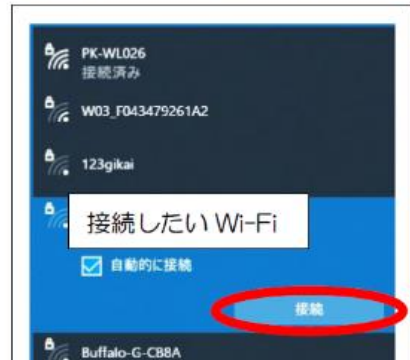 PK-WL026
接続済み
W03_F043479261A2
123gikai
接続したい Wi-Fi
自動的に接続
接続
Buffalo-G-CB8A